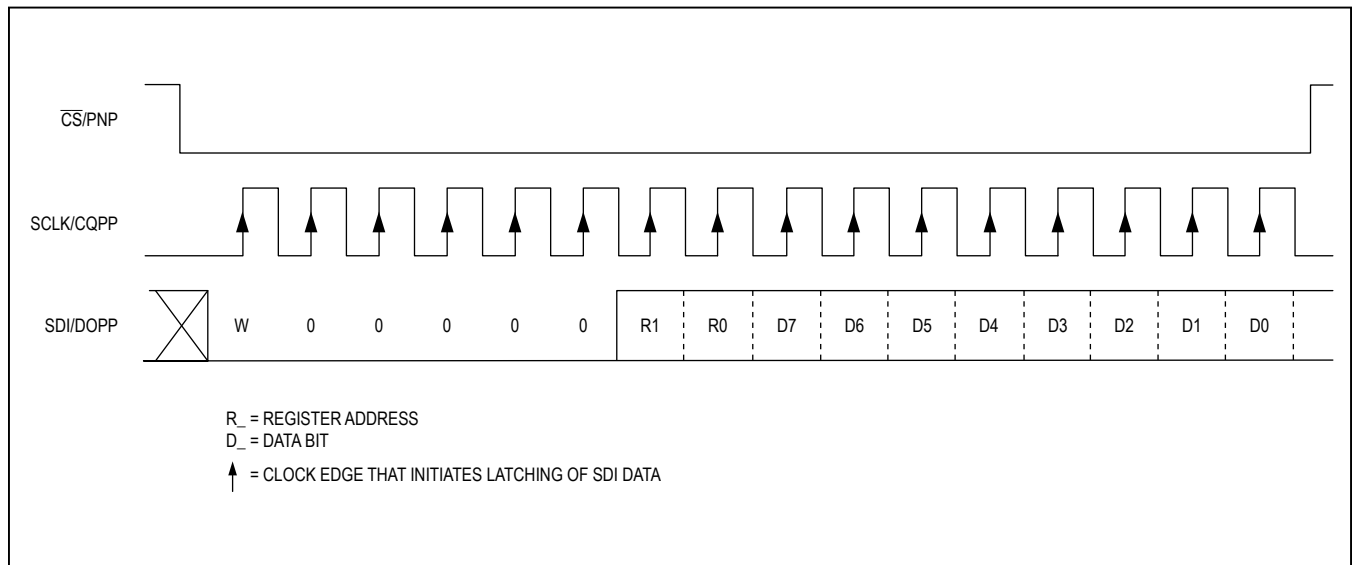 C̅S̅/PNP
SCLK/CQPP
SDI/DOPP W 0 0 0 0 0 R1 R0 D7 D6 D5 D4 D3 D2 D1 D0
R_ = REGISTER ADDRESS
D_ = DATA BIT
= CLOCK EDGE THAT INITIATES LATCHING OF SDI DATA